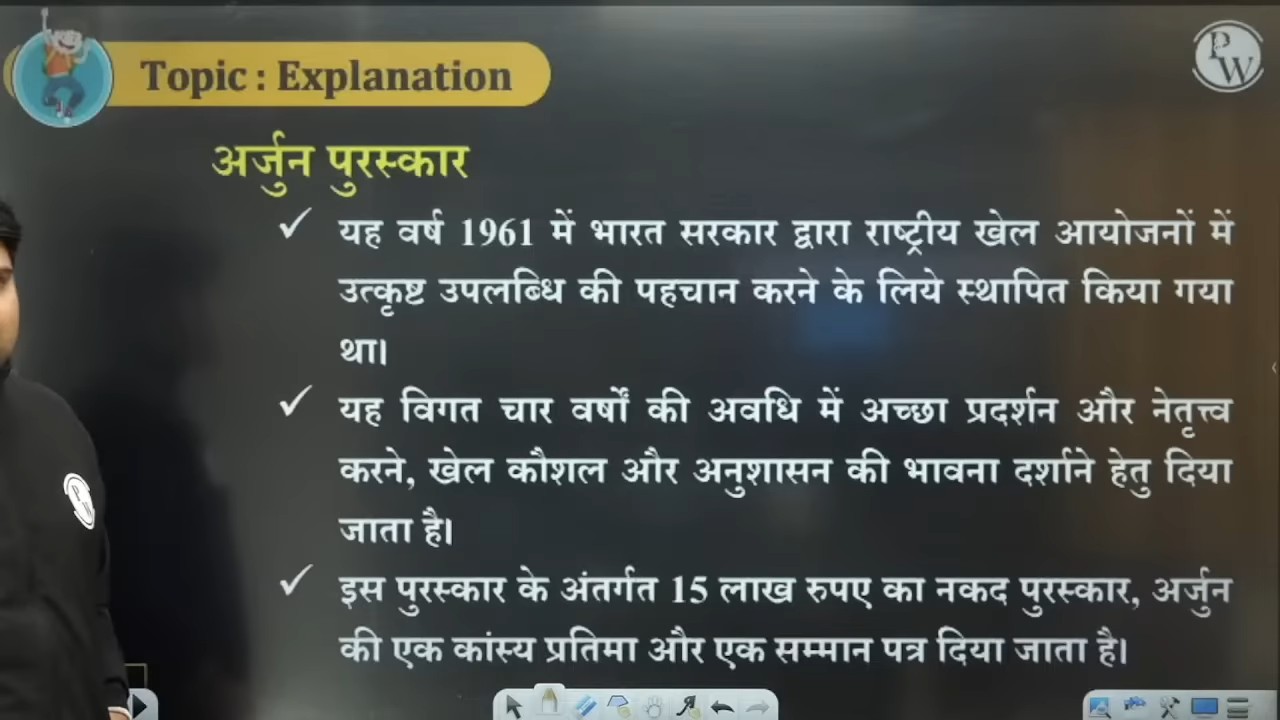 Topic : Explanation
PW
अर्जुन पुरस्कार
✓ यह वर्ष 1961 में भारत सरकार द्वारा राष्ट्रीय खेल आयोजनों में
उत्कृष्ट उपलब्धि की पहचान करने के लिये स्थापित किया गया
था।
✓ यह विगत चार वर्षों की अवधि में अच्छा प्रदर्शन और नेतृत्त्व
करने, खेल कौशल और अनुशासन की भावना दर्शाने हेतु दिया
जाता है।
✓ इस पुरस्कार के अंतर्गत 15 लाख रुपए का नकद पुरस्कार, अर्जुन
की एक कांस्य प्रतिमा और एक सम्मान पत्र दिया जाता है।
PW